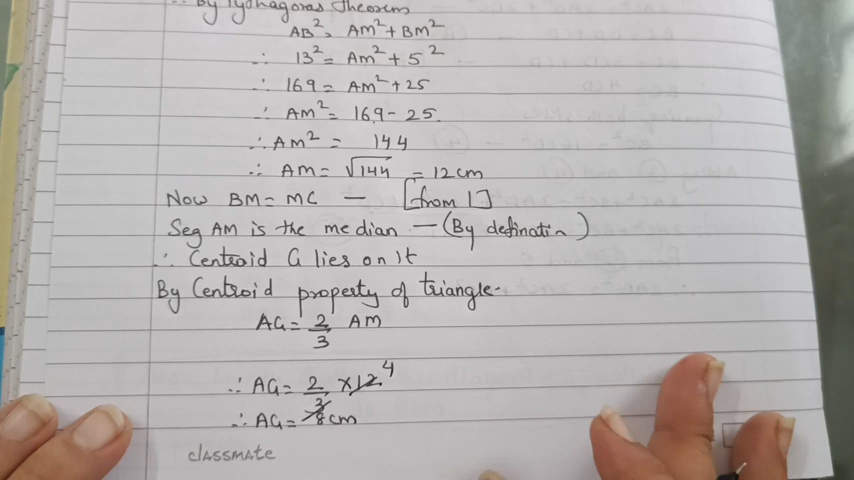 ∴ By Pythagoras Theorem
AB² = AM² + BM²
∴ 13² = AM² + 5²
∴ 169 = AM² + 25
∴ AM² = 169 - 25
∴ AM² = 144
∴ AM = √144 = 12 cm
Now BM = MC — [from 1]
Seg AM is the median — (By defination)
∴ Centroid G lies on it
By Centroid property of triangle-
AG = 2/3 AM
∴ AG = 2/3 × 12 4
∴ AG = 8 cm
classmate